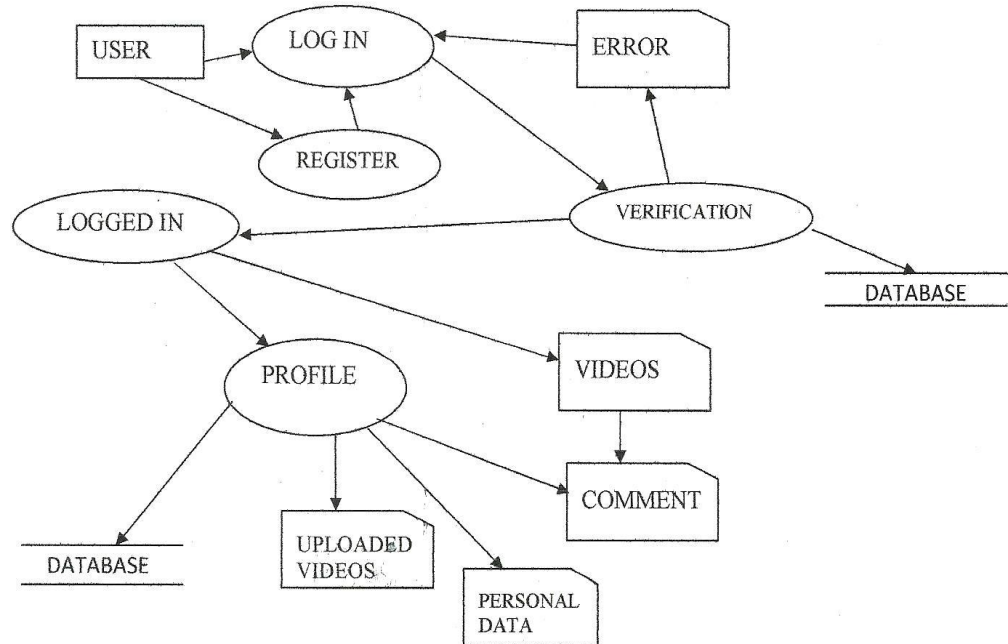 USER
LOG IN
ERROR
REGISTER
LOGGED IN
VERIFICATION
DATABASE
PROFILE
VIDEOS
COMMENT
DATABASE
UPLOADED
VIDEOS
PERSONAL
DATA